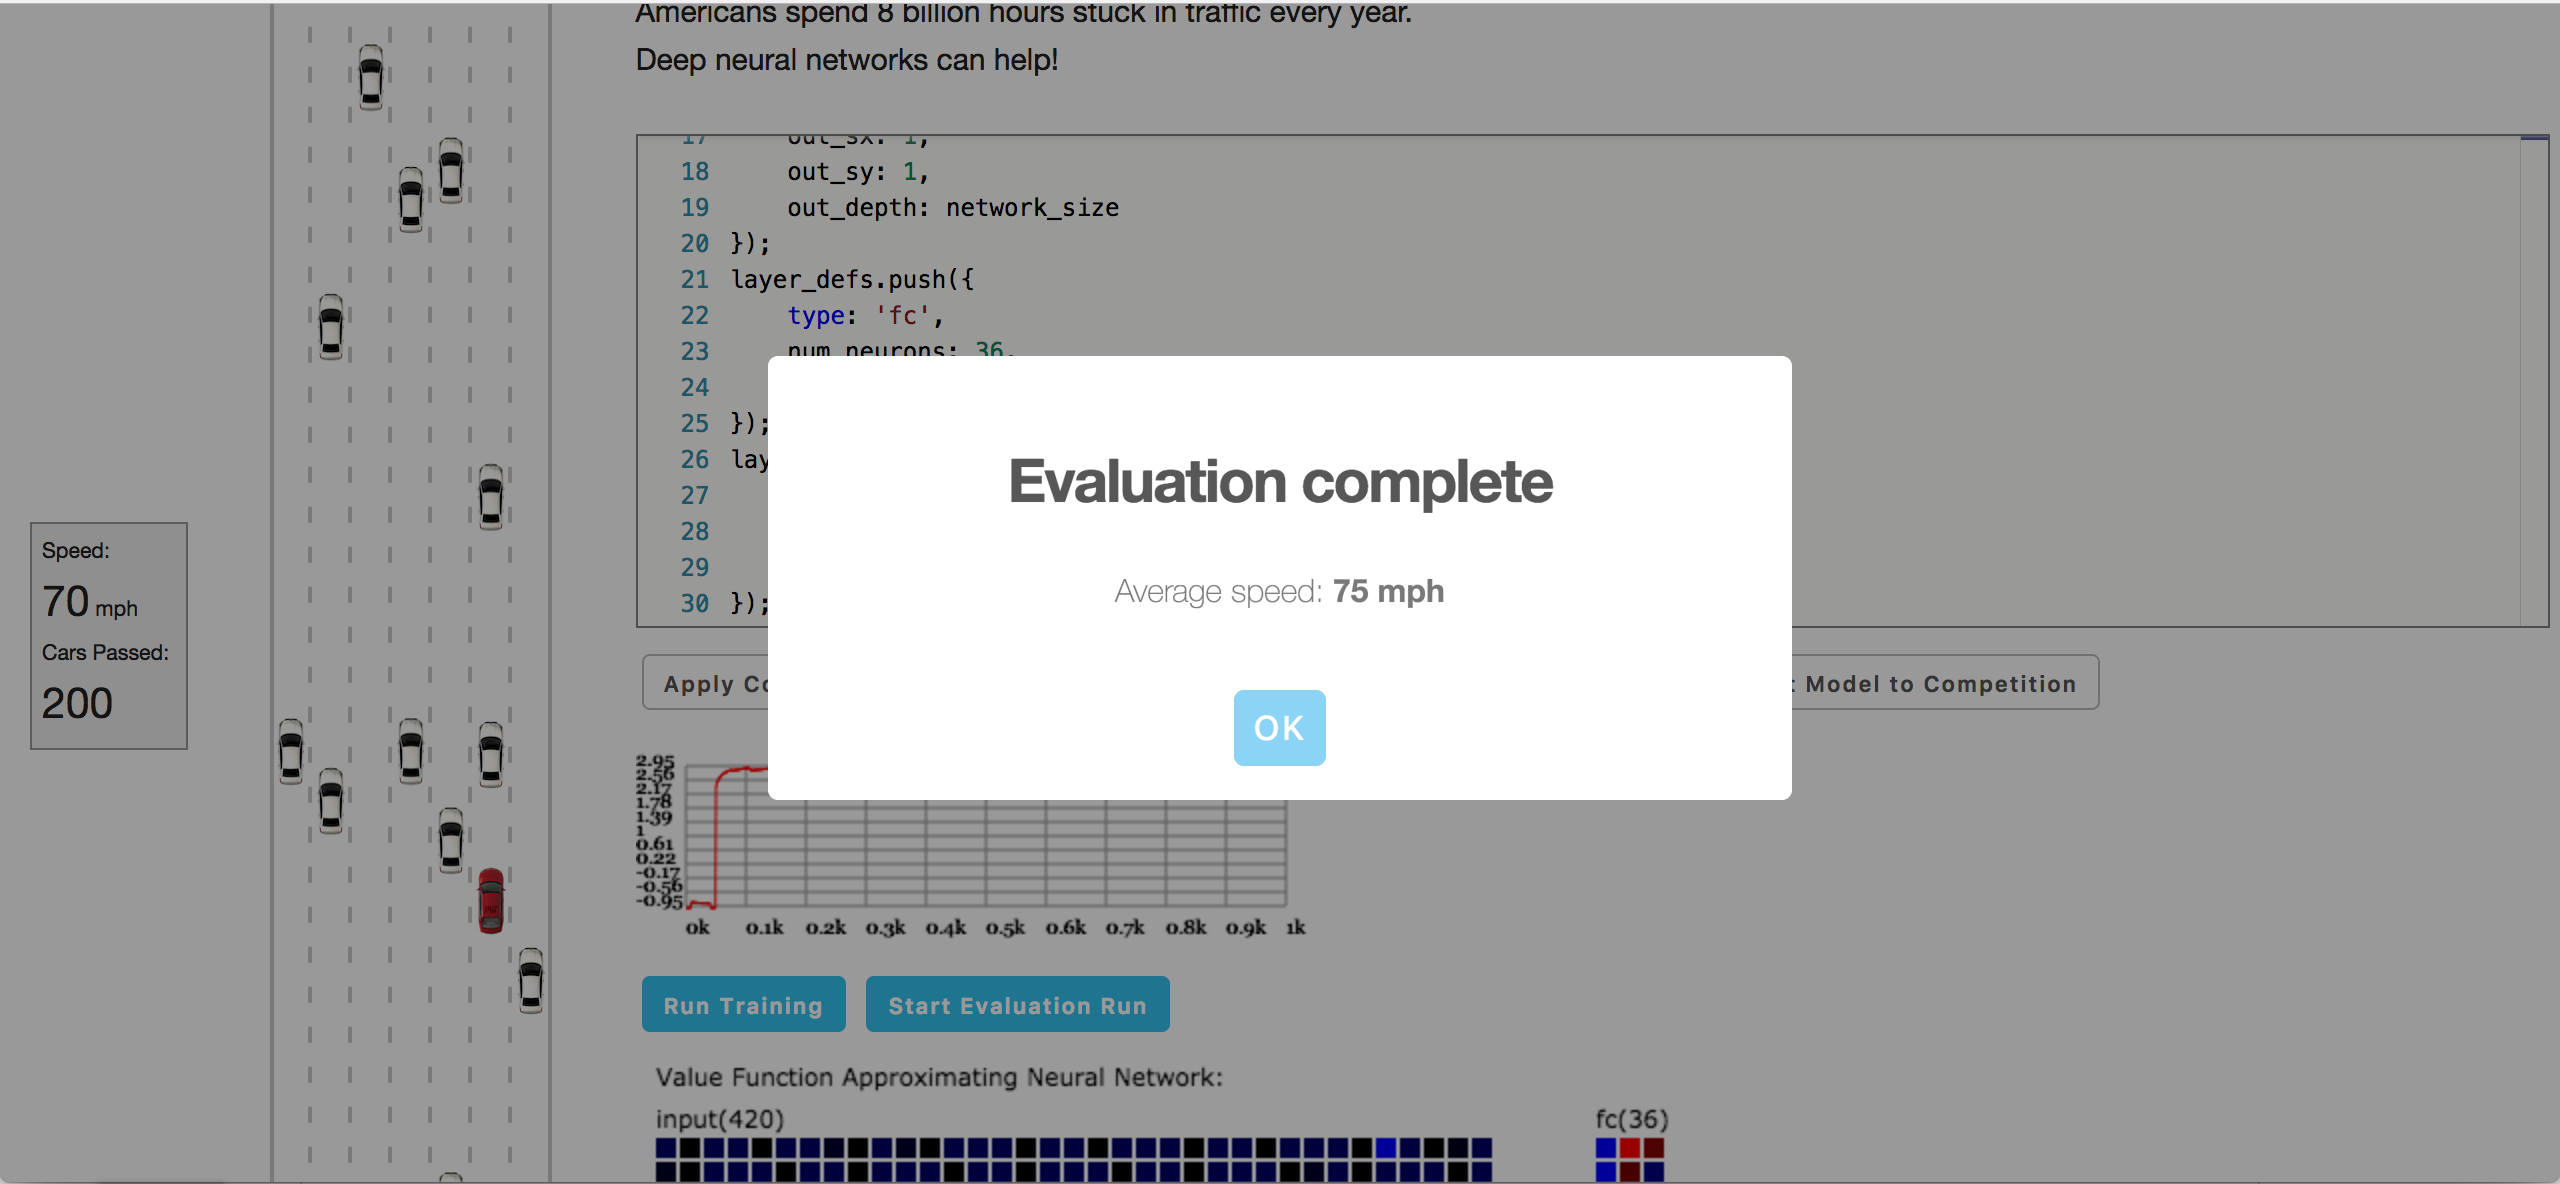 Americans spend 8 billion hours stuck in traffic every year.
Deep neural networks can help!
17 out_sx: 1,
18 out_sy: 1,
19 out_depth: network_size
20 });
21 layer_defs.push({
22 type: 'fc',
23 num_neurons: 36,
24
25 });
26 lay
27
28
29
30 });
Speed:
70 mph
Cars Passed:
200
Evaluation complete
Average speed: 75 mph
OK
Apply Co
Model to Competition
2.95
2.56
2.17
1.78
1.39
1
0.61
0.22
-0.17
-0.56
-0.95
0k 0.1k 0.2k 0.3k 0.4k 0.5k 0.6k 0.7k 0.8k 0.9k 1k
Run Training Start Evaluation Run
Value Function Approximating Neural Network:
input(420) fc(36)